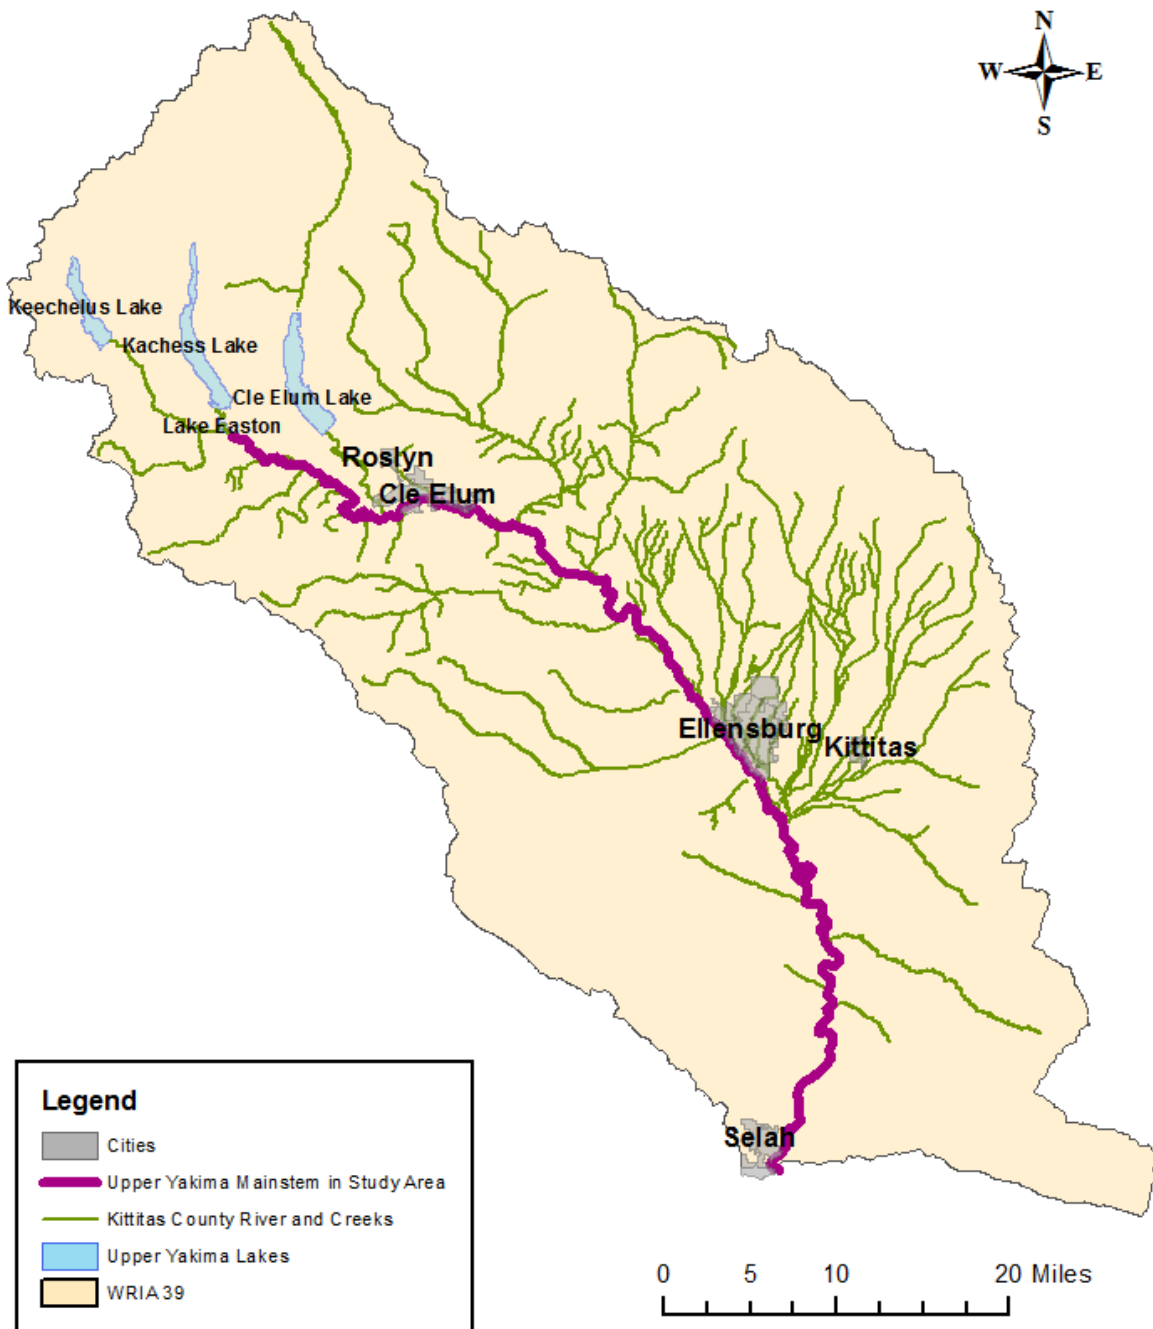 N
W E
S
Keechelus Lake
Kachess Lake
Cle Elum Lake
Lake Easton
Roslyn
Cle Elum
Ellensburg
Kittitas
Selah
Legend
Cities
Upper Yakima Mainstem in Study Area
Kittitas County River and Creeks
Upper Yakima Lakes
WRIA 39
0 5 10 20 Miles